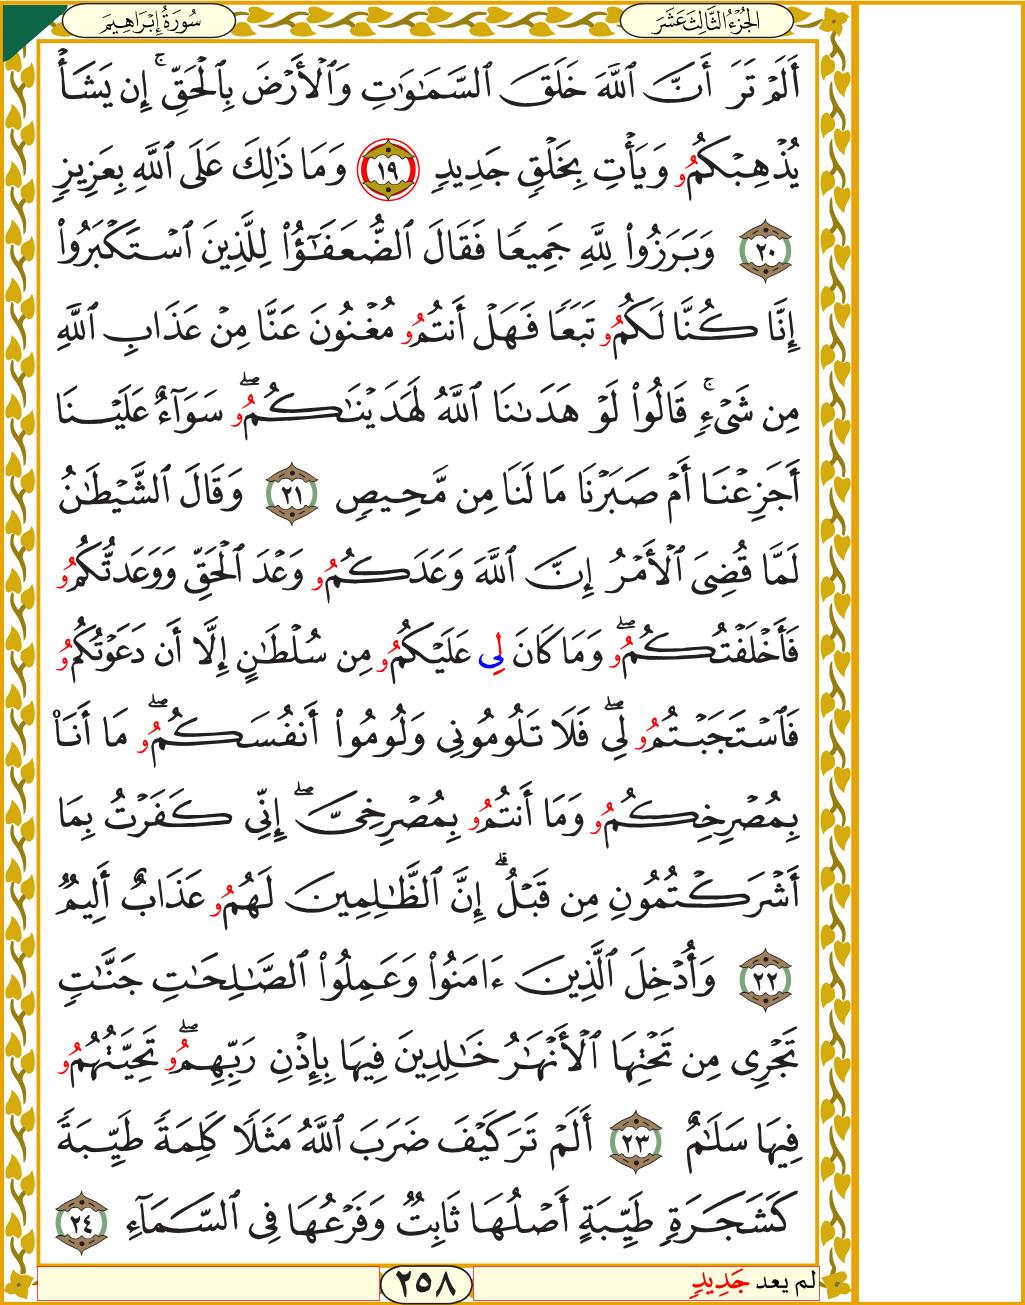 سُورَةُ إِبْرَاهِيمَ
الجُزْءُ الثَّالِثَ عَشَرَ
أَلَمْ تَرَ أَنَّ ٱللَّهَ خَلَقَ ٱلسَّمَٰوَٰتِ وَٱلْأَرْضَ بِٱلْحَقِّ ۚ إِن يَشَأْ
يُذْهِبْكُمُۥ وَيَأْتِ بِخَلْقٍ جَدِيدٍ ١٩ وَمَا ذَٰلِكَ عَلَى ٱللَّهِ بِعَزِيزٍ
٢٠ وَبَرَزُوا۟ لِلَّهِ جَمِيعًا فَقَالَ ٱلضُّعَفَٰٓؤُا۟ لِلَّذِينَ ٱسْتَكْبَرُوٓا۟
إِنَّا كُنَّا لَكُمُۥ تَبَعًا فَهَلْ أَنتُمُۥ مُغْنُونَ عَنَّا مِنْ عَذَابِ ٱللَّهِ
مِن شَىْءٍ ۚ قَالُوا۟ لَوْ هَدَىٰنَا ٱللَّهُ لَهَدَيْنَٰكُمُۥ ۖ سَوَآءٌ عَلَيْنَا
أَجَزِعْنَا أَمْ صَبَرْنَا مَا لَنَا مِن مَّحِيصٍ ٢١ وَقَالَ ٱلشَّيْطَٰنُ
لَمَّا قُضِىَ ٱلْأَمْرُ إِنَّ ٱللَّهَ وَعَدَكُمُۥ وَعْدَ ٱلْحَقِّ وَوَعَدتُّكُمُۥ
فَأَخْلَفْتُكُمُۥ ۖ وَمَا كَانَ لِى عَلَيْكُمُۥ مِن سُلْطَٰنٍ إِلَّا أَن دَعَوْتُكُمُۥ
فَٱسْتَجَبْتُمُۥ لِى ۖ فَلَا تَلُومُونِى وَلُومُوا۟ أَنفُسَكُمُۥ ۖ مَا أَنَا۠
بِمُصْرِخِكُمُۥ وَمَا أَنتُمُۥ بِمُصْرِخِىَّ ۖ إِنِّى كَفَرْتُ بِمَا
أَشْرَكْتُمُونِ مِن قَبْلُ ۗ إِنَّ ٱلظَّٰلِمِينَ لَهُمُۥ عَذَابٌ أَلِيمٌ
٢٢ وَأُدْخِلَ ٱلَّذِينَ ءَامَنُوا۟ وَعَمِلُوا۟ ٱلصَّٰلِحَٰتِ جَنَّٰتٍ
تَجْرِى مِن تَحْتِهَا ٱلْأَنْهَٰرُ خَٰلِدِينَ فِيهَا بِإِذْنِ رَبِّهِمُۥ ۖ تَحِيَّتُهُمُۥ
فِيهَا سَلَٰمٌ ٢٣ أَلَمْ تَرَ كَيْفَ ضَرَبَ ٱللَّهُ مَثَلًا كَلِمَةً طَيِّبَةً
كَشَجَرَةٍ طَيِّبَةٍ أَصْلُهَا ثَابِتٌ وَفَرْعُهَا فِى ٱلسَّمَآءِ ٢٤
لم يعد جَدِيدٍ
٢٥٨